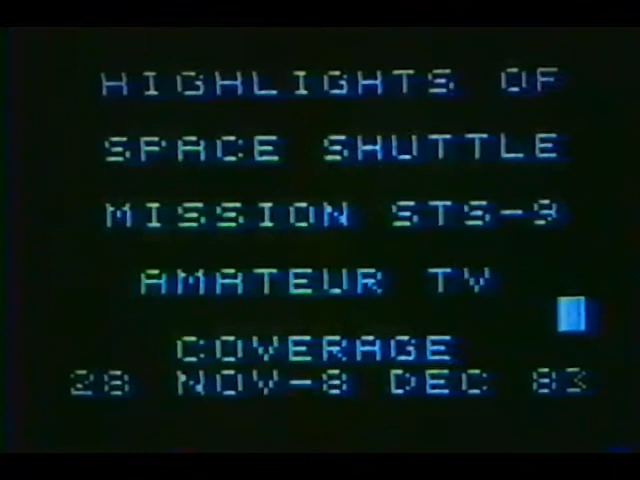 HIGHLIGHTS OF
SPACE SHUTTLE
MISSION STS-9
AMATEUR TV
COVERAGE
28 NOV-8 DEC 83